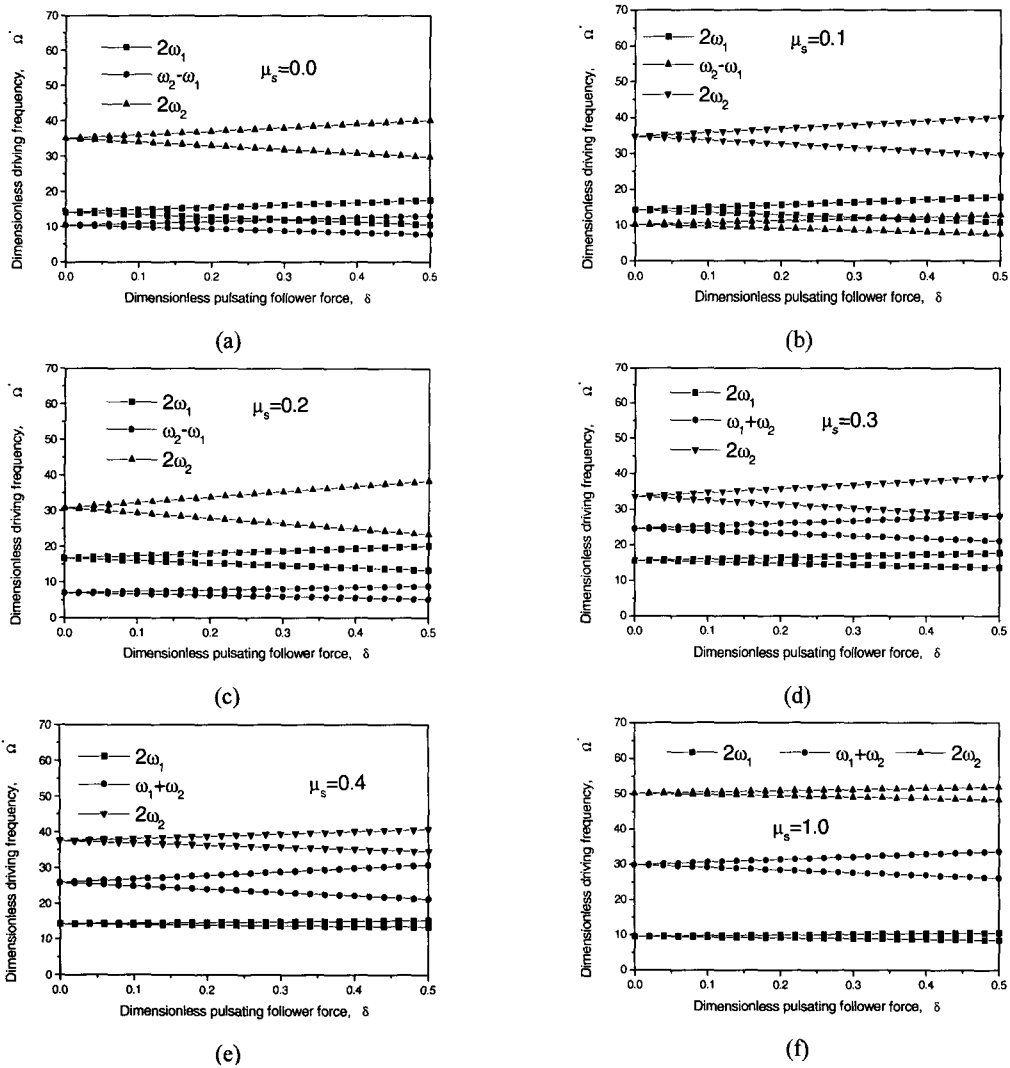 Dimensionless driving frequency, Ω*
70
60
50
40
30
20
10
0
2ω₁
ω₂-ω₁
2ω₂
μₛ=0.0
0.0 0.1 0.2 0.3 0.4 0.5
Dimensionless pulsating follower force, δ
(a)
Dimensionless driving frequency, Ω*
70
60
50
40
30
20
10
0
2ω₁
ω₂-ω₁
2ω₂
μₛ=0.1
0.0 0.1 0.2 0.3 0.4 0.5
Dimensionless pulsating follower force, δ
(b)
Dimensionless driving frequency, Ω*
70
60
50
40
30
20
10
0
2ω₁
ω₂-ω₁
2ω₂
μₛ=0.2
0.0 0.1 0.2 0.3 0.4 0.5
Dimensionless pulsating follower force, δ
(c)
Dimensionless driving frequency, Ω*
70
60
50
40
30
20
10
0
2ω₁
ω₁+ω₂
2ω₂
μₛ=0.3
0.0 0.1 0.2 0.3 0.4 0.5
Dimensionless pulsating follower force, δ
(d)
Dimensionless driving frequency, Ω*
70
60
50
40
30
20
10
0
2ω₁
ω₁+ω₂
2ω₂
μₛ=0.4
0.0 0.1 0.2 0.3 0.4 0.5
Dimensionless pulsating follower force, δ
(e)
Dimensionless driving frequency, Ω*
70
60
50
40
30
20
10
0
2ω₁ ω₁+ω₂ 2ω₂
μₛ=1.0
0.0 0.1 0.2 0.3 0.4 0.5
Dimensionless pulsating follower force, δ
(f)